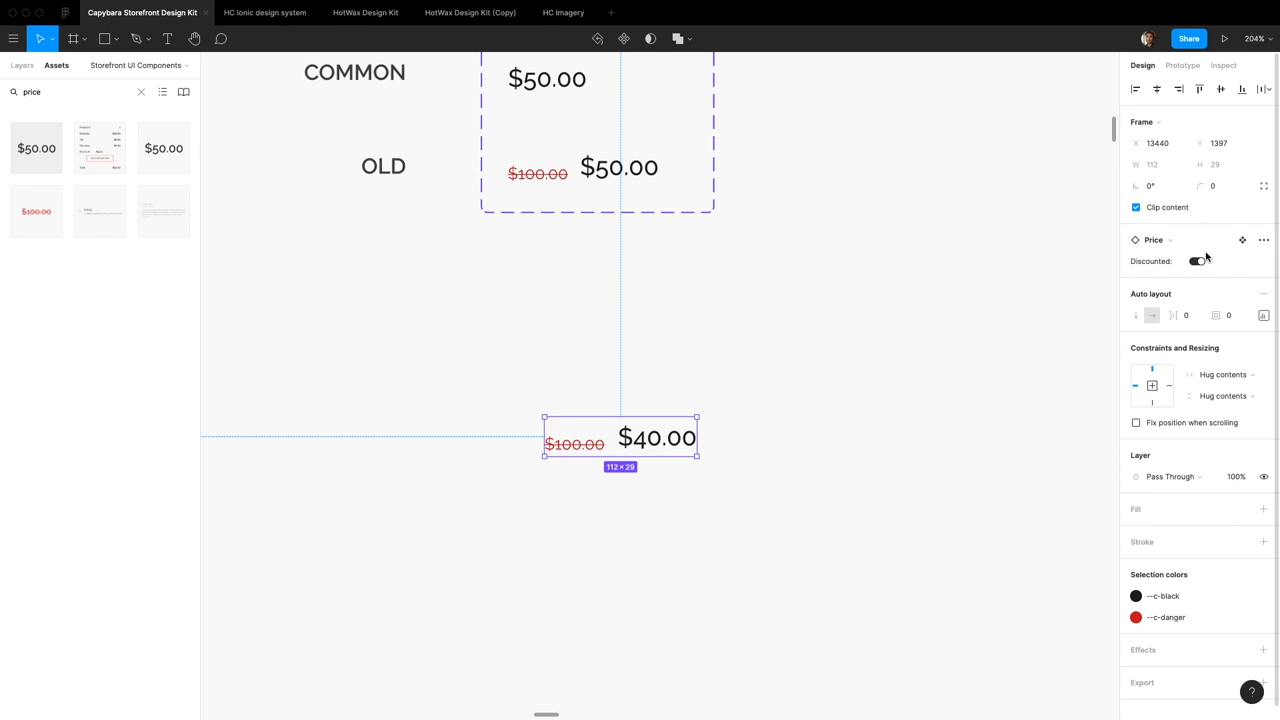 Capybara Storefront Design Kit
HC Ionic design system
HotWax Design Kit
HotWax Design Kit (Copy)
HC Imagery
Share
204%
Layers
Assets
Storefront UI Components
price
$50.00
$50.00
$100.00
COMMON
$50.00
OLD
$100.00 $50.00
$100.00 $40.00
112 × 29
Design
Prototype
Inspect
Frame
X 13440
Y 1397
W 112
H 29
0°
0
Clip content
Price
Discounted:
Auto layout
0
0
Constraints and Resizing
Hug contents
Hug contents
Fix position when scrolling
Layer
Pass Through
100%
Fill
Stroke
Selection colors
--c-black
--c-danger
Effects
Export
?